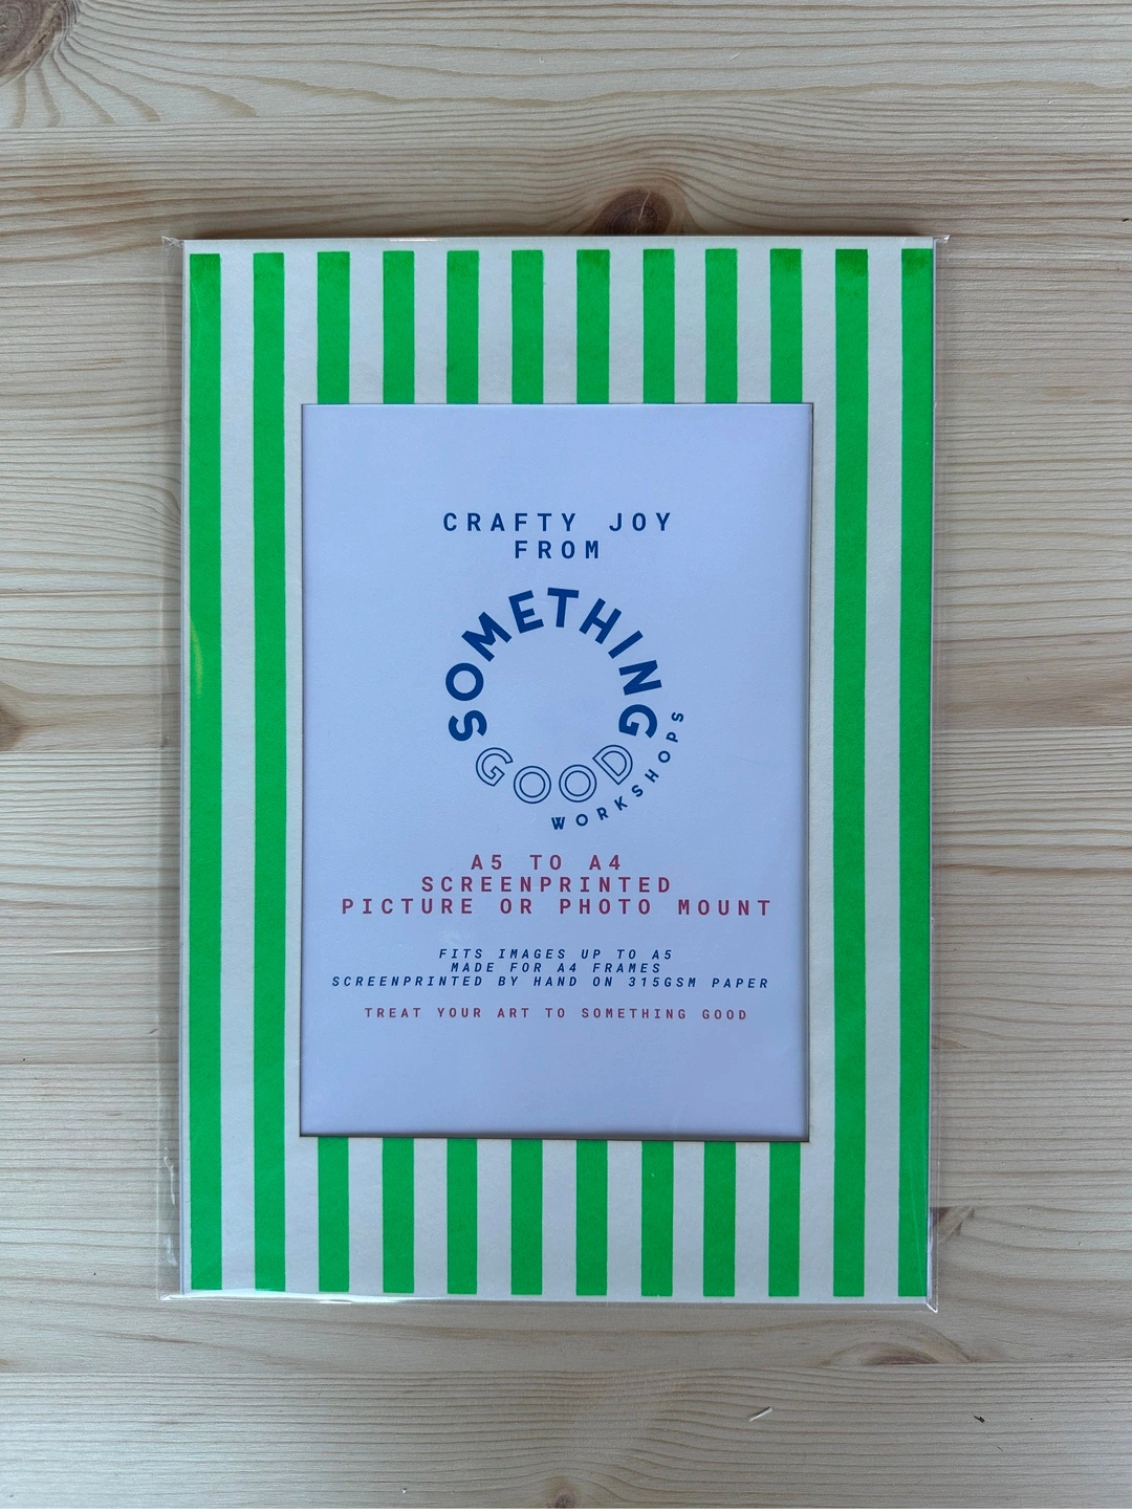 CRAFTY JOY
FROM
SOMETHING
GOOD
WORKSHOPS
A5 TO A4
SCREENPRINTED
PICTURE OR PHOTO MOUNT
FITS IMAGES UP TO A5
MADE FOR A4 FRAMES
SCREENPRINTED BY HAND ON 315GSM PAPER
TREAT YOUR ART TO SOMETHING GOOD